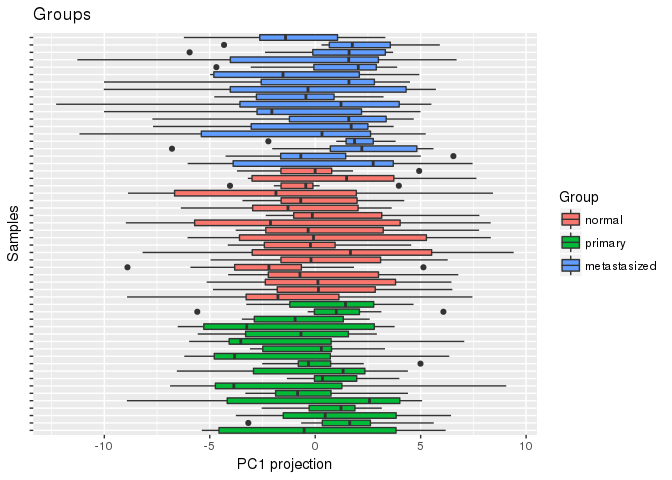 Groups
Samples
-10
-5
0
5
10
PC1 projection
Group
normal
primary
metastasized